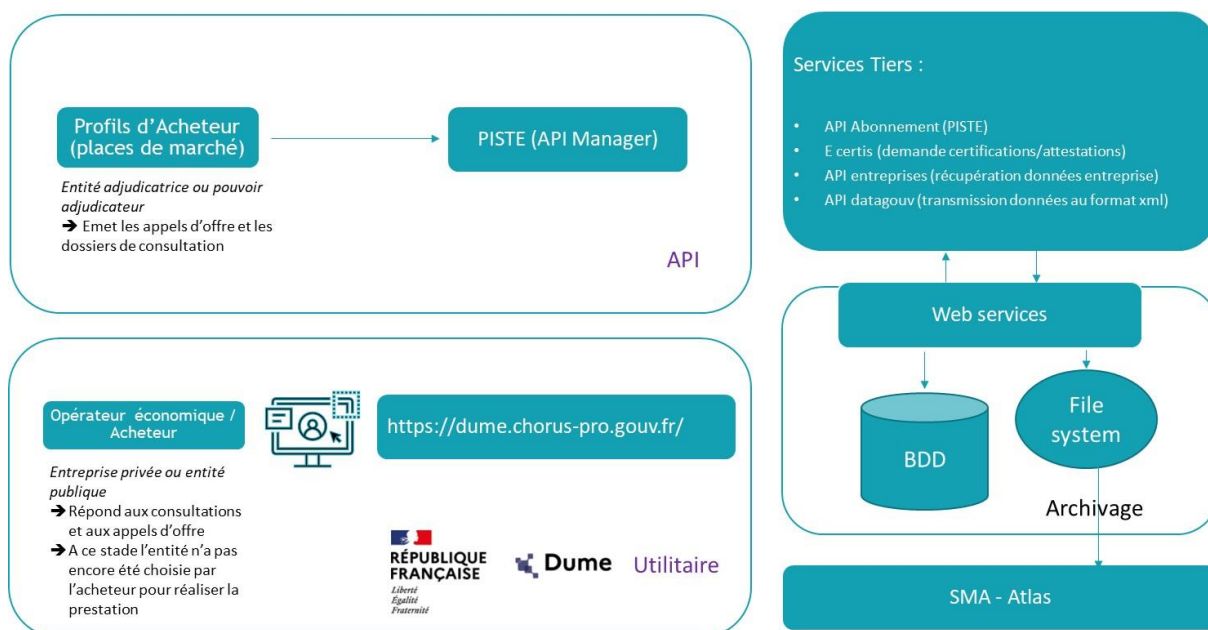 Profils d'Acheteur
(places de marché)
PISTE (API Manager)
Entité adjudicatrice ou pouvoir
adjudicateur
➔ Emet les appels d'offre et les
dossiers de consultation
API
Opérateur économique /
Acheteur
https://dume.chorus-pro.gouv.fr/
Entreprise privée ou entité
publique
➔ Répond aux consultations
et aux appels d'offre
➔ A ce stade l'entité n'a pas
encore été choisie par
l'acheteur pour réaliser la
prestation
RÉPUBLIQUE
FRANÇAISE
Liberté
Égalité
Fraternité
Dume
Utilitaire
Services Tiers :
• API Abonnement (PISTE)
• E certis (demande certifications/attestations)
• API entreprises (récupération données entreprise)
• API datagouv (transmission données au format xml)
Web services
BDD
File
system
Archivage
SMA - Atlas